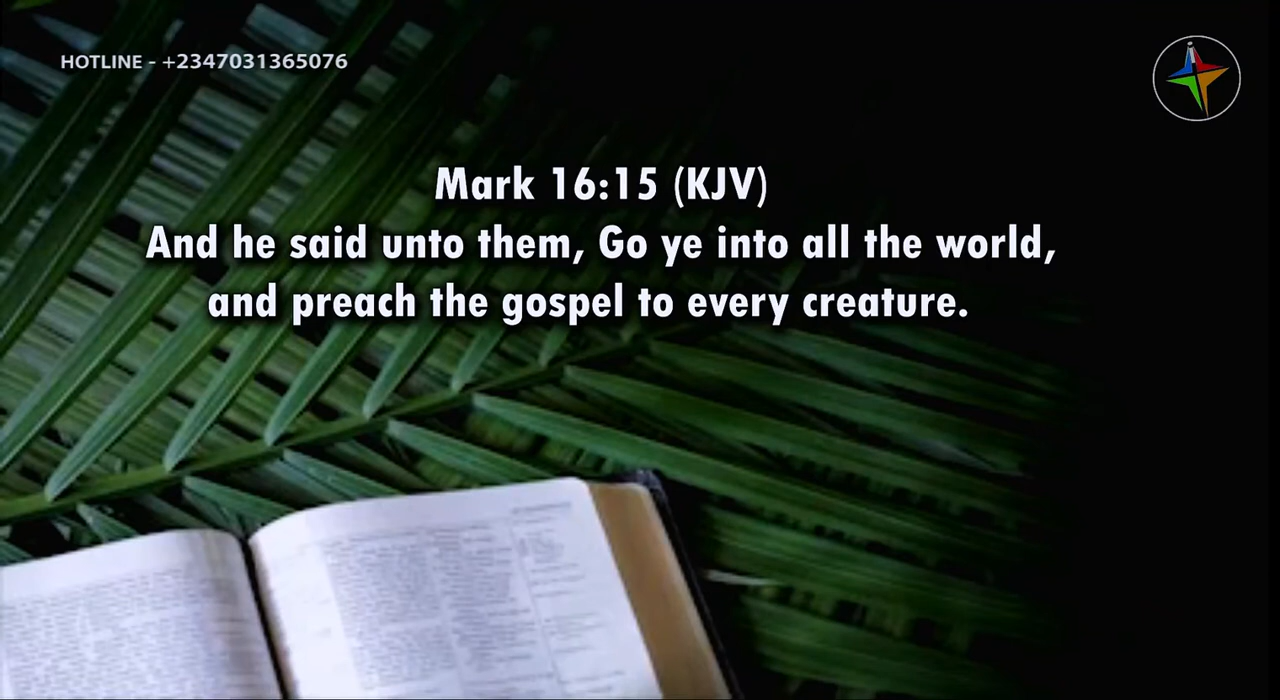 HOTLINE - +2347031365076
Mark 16:15 (KJV)
And he said unto them, Go ye into all the world,
and preach the gospel to every creature.